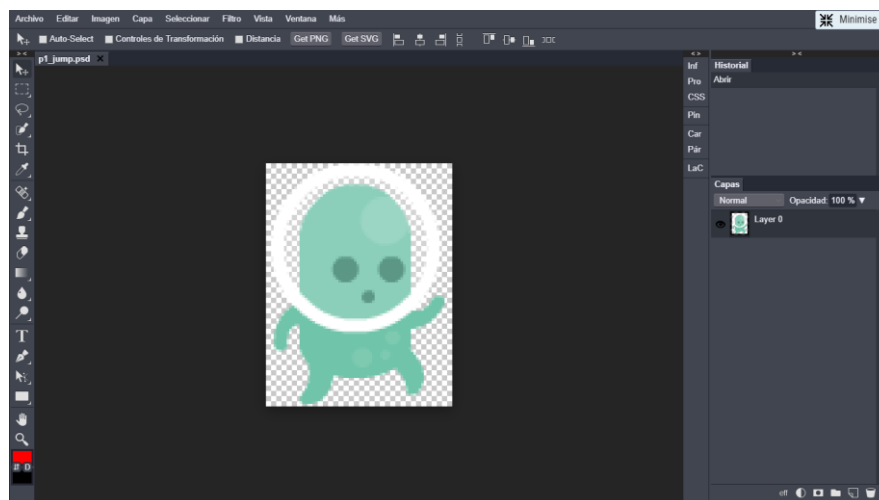 Archivo Editar Imagen Capa Seleccionar Filtro Vista Ventana Más
Minimise
Auto-Select Controles de Transformación Distancia Get PNG Get SVG
p1_jump.psd
Inf
Pro
CSS
Pin
Car
Pár
LaC
Historial
Abrir
Capas
Normal Opacidad: 100 %
Layer 0
T
D
eff